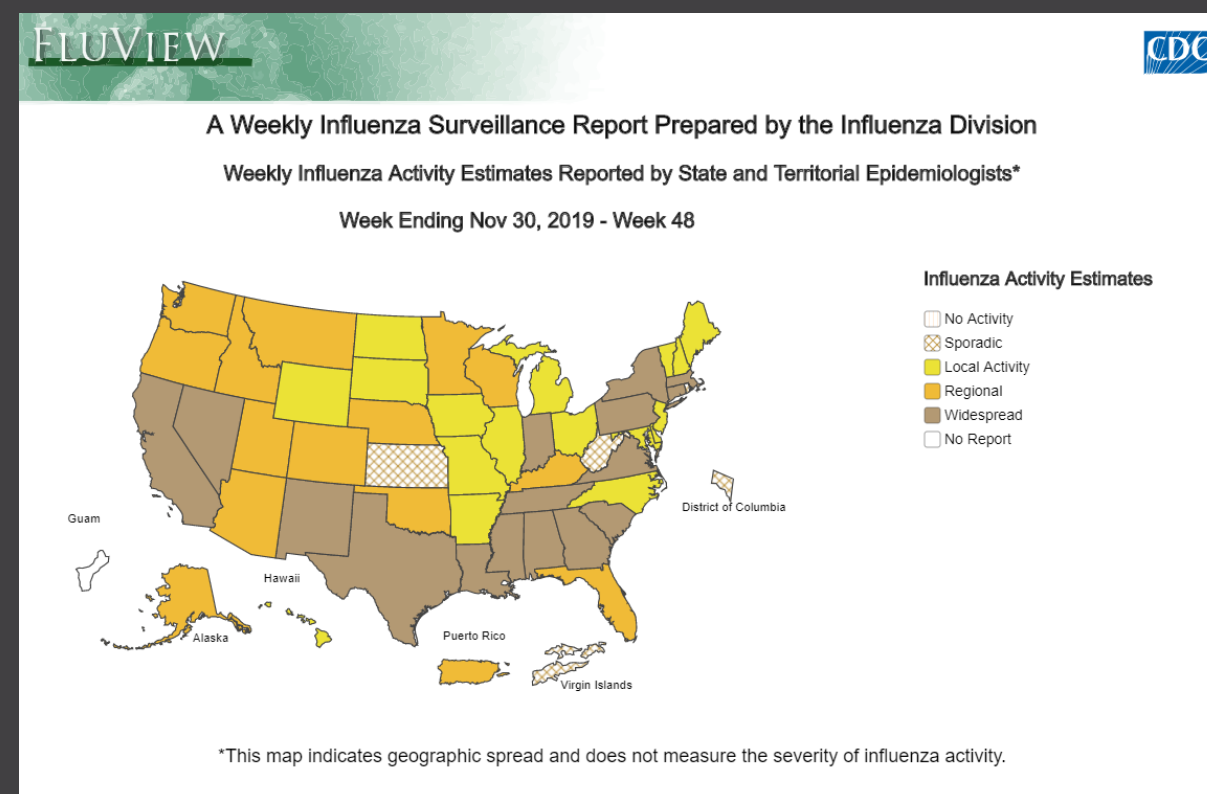 FLUVIEW
CDC
A Weekly Influenza Surveillance Report Prepared by the Influenza Division
Weekly Influenza Activity Estimates Reported by State and Territorial Epidemiologists*
Week Ending Nov 30, 2019 - Week 48
Influenza Activity Estimates
No Activity
Sporadic
Local Activity
Regional
Widespread
No Report
District of Columbia
Guam
Hawaii
Alaska
Puerto Rico
Virgin Islands
*This map indicates geographic spread and does not measure the severity of influenza activity.